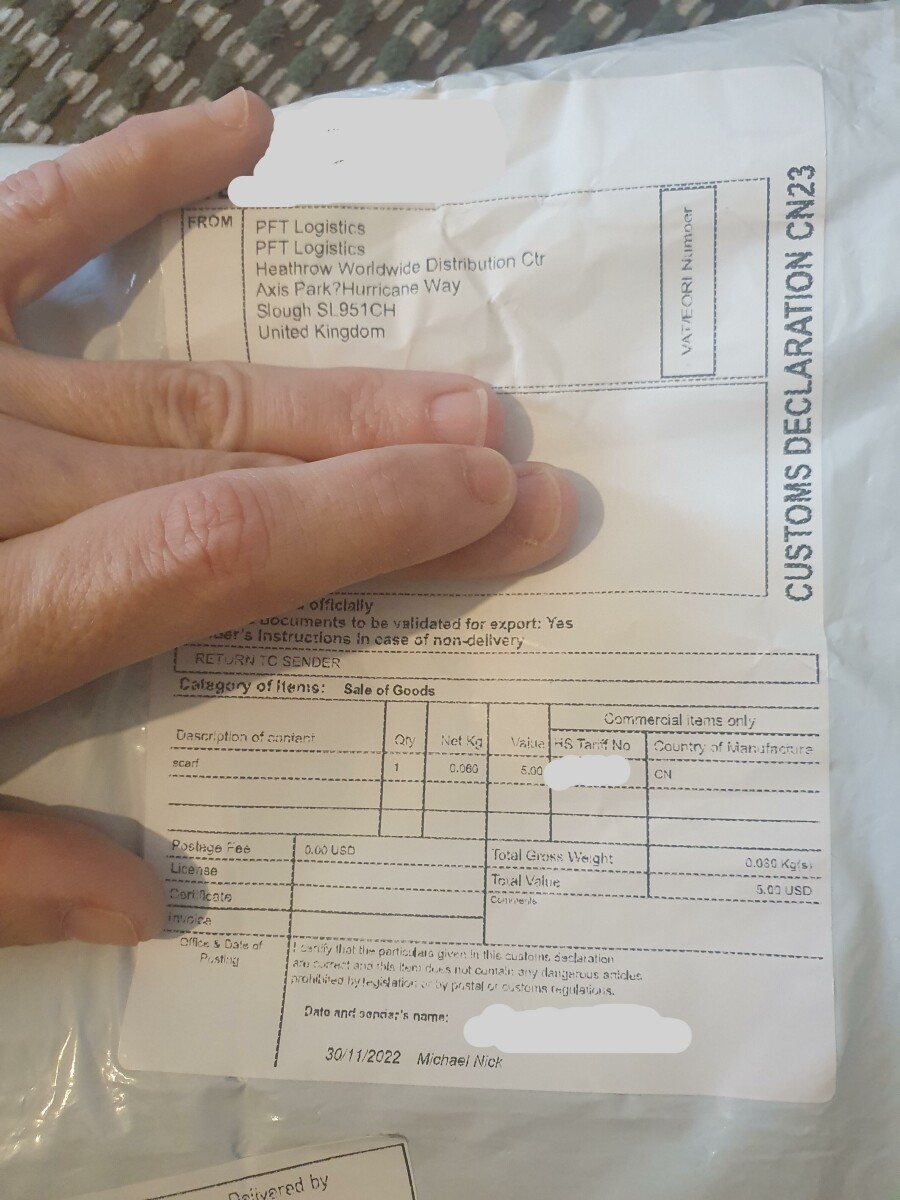 FROM
PFT Logistics
PFT Logistics
Heathrow Worldwide Distribution Ctr
Axis Park?Hurricane Way
Slough SL951CH
United Kingdom
VAT/EORI Number
CUSTOMS DECLARATION CN23
officially
Documents to be validated for export: Yes
Instructions in case of non-delivery
RETURN TO SENDER
Category of Items: Sale of Goods
Commercial items only
Description of content Qty Net Kg Value HS Tariff No Country of Manufacture
scarf 1 0.060 5.00 CN
Postage Fee 0.00 USD Total Gross Weight 0.060 Kg(s)
License Total Value 5.00 USD
Certificate Comments
Invoice
Office & Date of
Posting
I certify that the particulars given in this customs declaration
are correct and this item does not contain any dangerous articles
prohibited by legislation or by postal or customs regulations.
Date and sender's name:
30/11/2022 Michael Nick
Delivered by